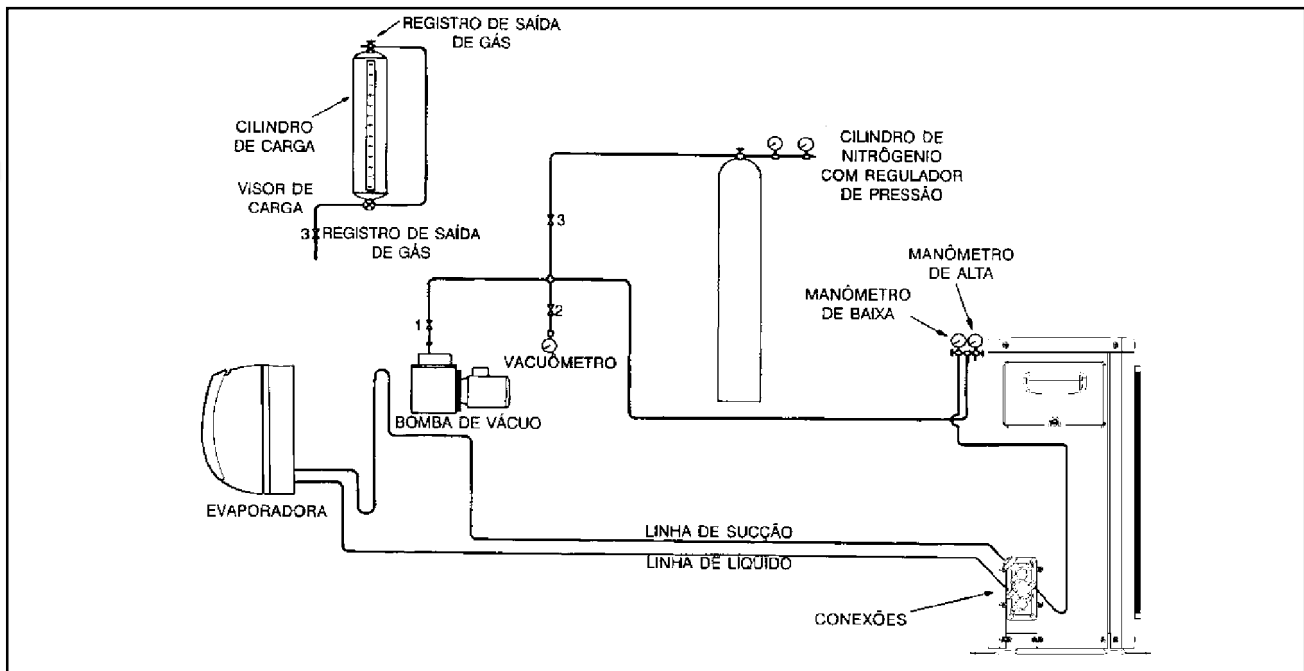 REGISTRO DE SAÍDA
DE GÁS
CILINDRO
DE CARGA
VISOR DE
CARGA
3 REGISTRO DE SAÍDA
DE GÁS
CILINDRO DE
NITRÔGENIO
COM REGULADOR
DE PRESSÃO
3
MANÔMETRO
DE ALTA
MANÔMETRO
DE BAIXA
1
2
VACUÔMETRO
BOMBA DE VÁCUO
EVAPORADORA
LINHA DE SUCÇÃO
LINHA DE LÍQUIDO
CONEXÕES